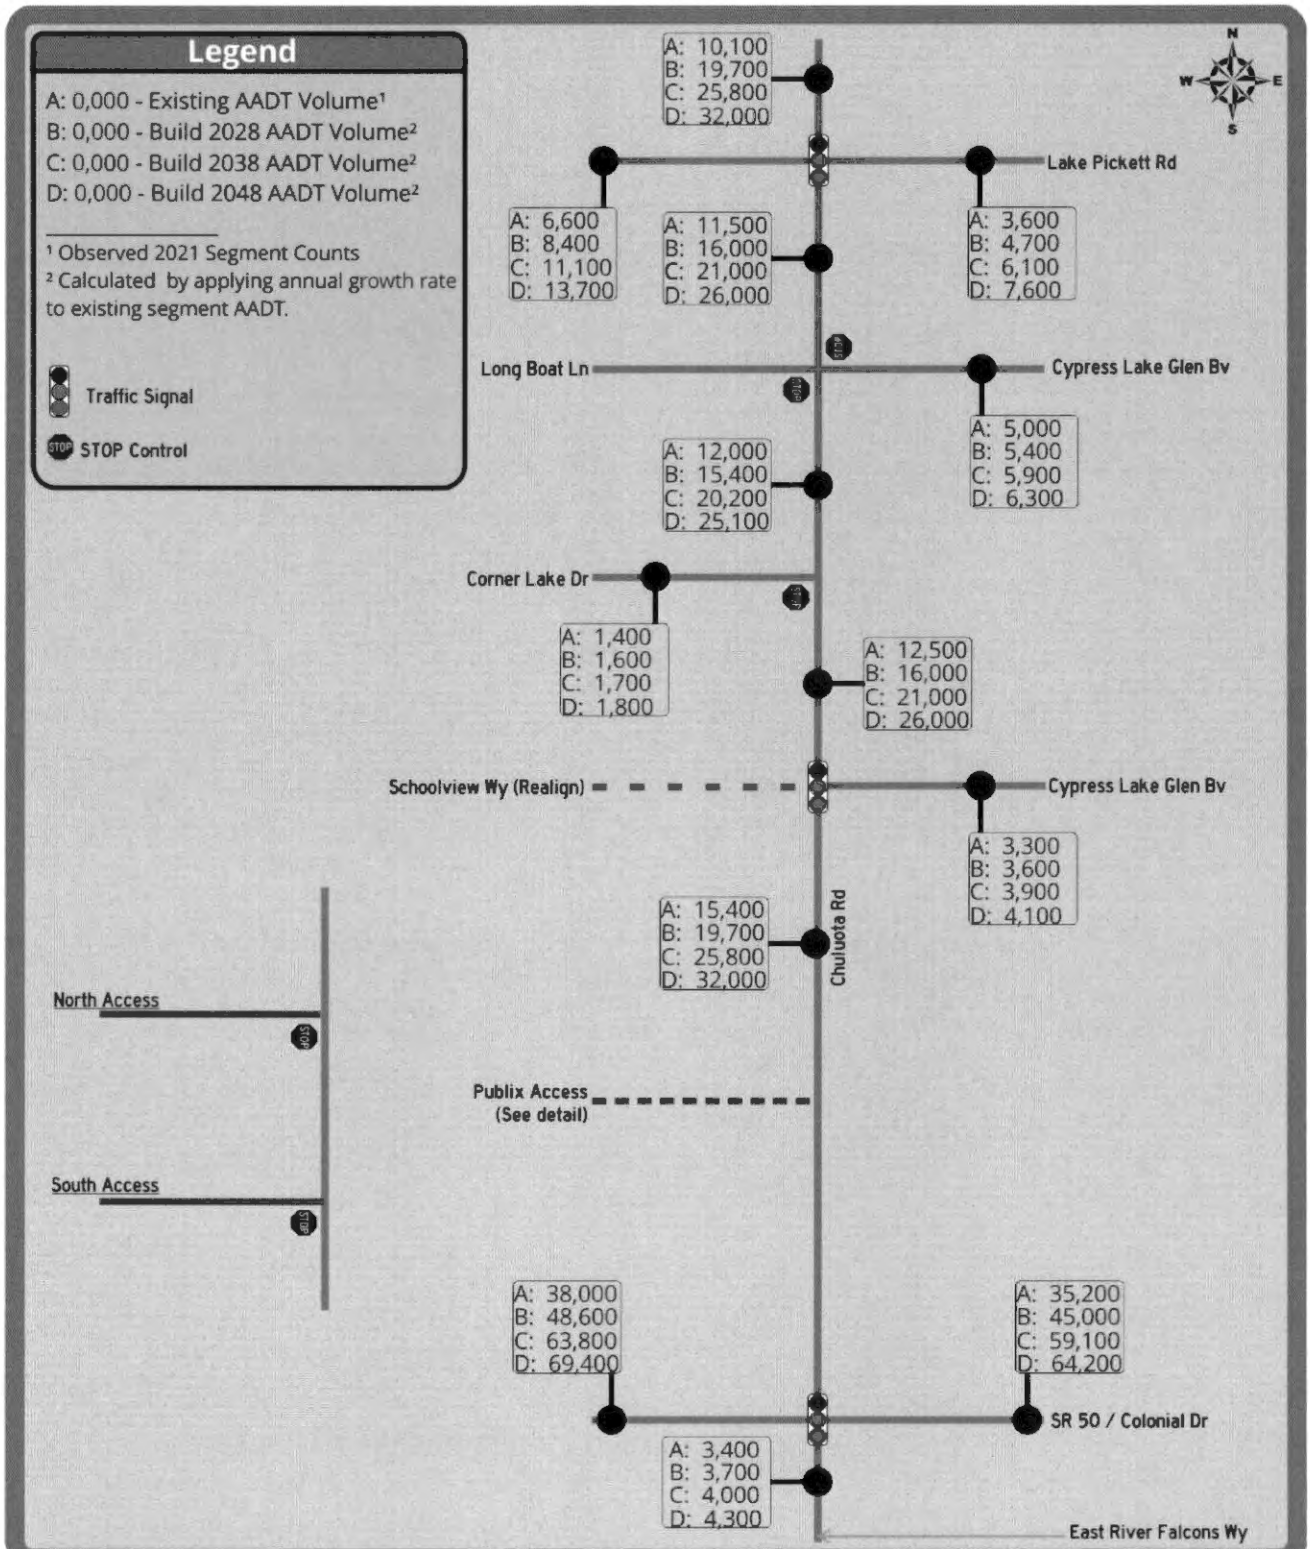 Legend
A: 0,000 - Existing AADT Volume¹
B: 0,000 - Build 2028 AADT Volume²
C: 0,000 - Build 2038 AADT Volume²
D: 0,000 - Build 2048 AADT Volume²
¹ Observed 2021 Segment Counts
² Calculated by applying annual growth rate
to existing segment AADT.
Traffic Signal
STOP
STOP Control
N
W
E
S
A: 10,100
B: 19,700
C: 25,800
D: 32,000
Lake Pickett Rd
A: 6,600
B: 8,400
C: 11,100
D: 13,700
A: 11,500
B: 16,000
C: 21,000
D: 26,000
A: 3,600
B: 4,700
C: 6,100
D: 7,600
STOP
Long Boat Ln
Cypress Lake Glen Bv
STOP
A: 5,000
B: 5,400
C: 5,900
D: 6,300
A: 12,000
B: 15,400
C: 20,200
D: 25,100
Corner Lake Dr
STOP
A: 1,400
B: 1,600
C: 1,700
D: 1,800
A: 12,500
B: 16,000
C: 21,000
D: 26,000
Schoolview Wy (Realign)
Cypress Lake Glen Bv
A: 3,300
B: 3,600
C: 3,900
D: 4,100
A: 15,400
B: 19,700
C: 25,800
D: 32,000
Chuluota Rd
North Access
STOP
Publix Access
(See detail)
South Access
STOP
A: 38,000
B: 48,600
C: 63,800
D: 69,400
A: 35,200
B: 45,000
C: 59,100
D: 64,200
SR 50 / Colonial Dr
A: 3,400
B: 3,700
C: 4,000
D: 4,300
East River Falcons Wy